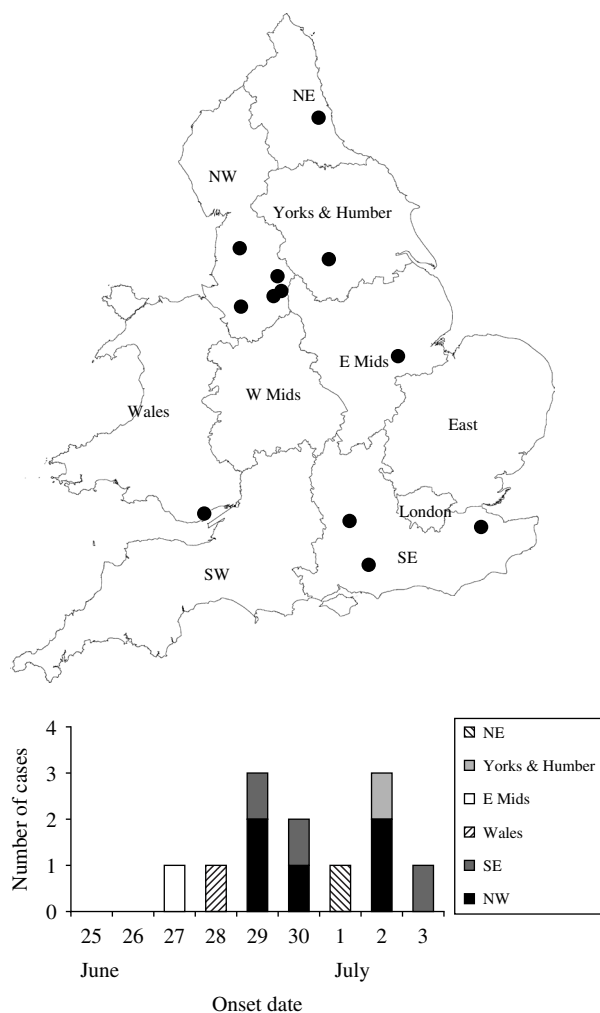 NE
NW
Yorks & Humber
E Mids
W Mids
Wales
East
London
SE
SW
Number of cases
4
3
2
1
0
25 26 27 28 29 30 1 2 3
June July
Onset date
NE
Yorks & Humber
E Mids
Wales
SE
NW